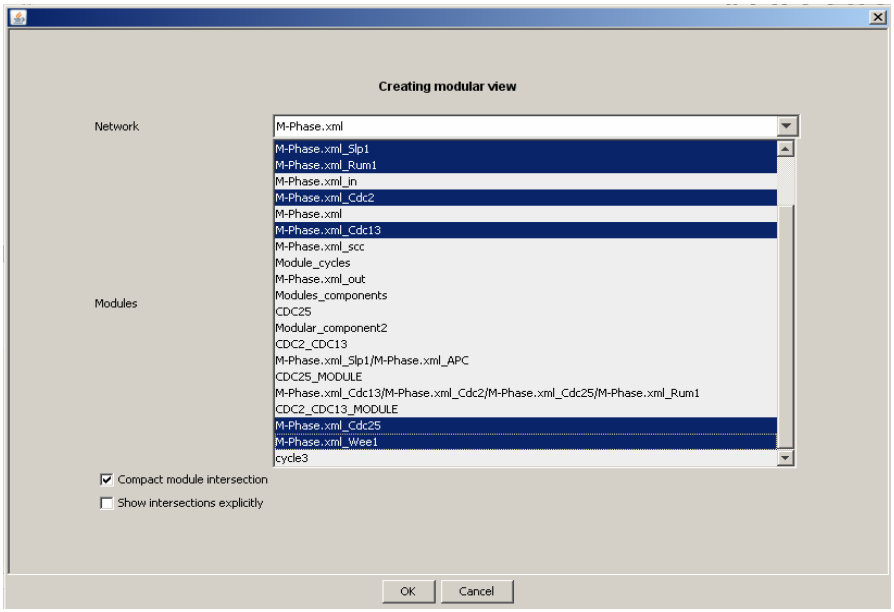 Creating modular view
Network
M-Phase.xml
M-Phase.xml_Slp1
M-Phase.xml_Rum1
M-Phase.xml_in
M-Phase.xml_Cdc2
M-Phase.xml
M-Phase.xml_Cdc13
M-Phase.xml_scc
Module_cycles
M-Phase.xml_out
Modules
Modules_components
CDC25
Modular_component2
CDC2_CDC13
M-Phase.xml_Slp1/M-Phase.xml_APC
CDC25_MODULE
M-Phase.xml_Cdc13/M-Phase.xml_Cdc2/M-Phase.xml_Cdc25/M-Phase.xml_Rum1
CDC2_CDC13_MODULE
M-Phase.xml_Cdc25
M-Phase.xml_Wee1
cycle3
Compact module intersection
Show intersections explicitly
OK
Cancel